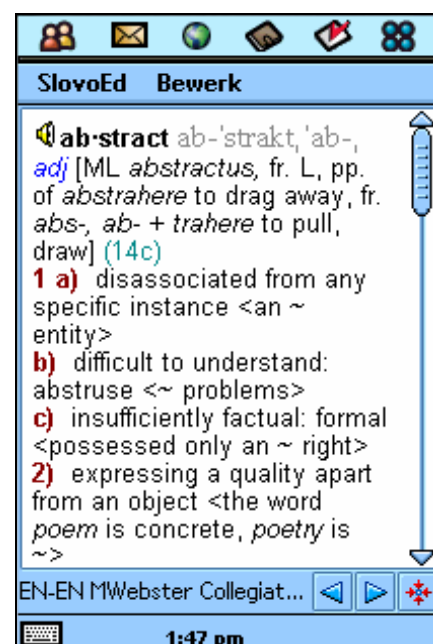 SlovoEd Bewerk
ab·stract ab-'strakt, 'ab-,
adj [ML abstractus, fr. L, pp.
of abstrahere to drag away, fr.
abs-, ab- + trahere to pull,
draw] (14c)
1 a) disassociated from any
specific instance <an ~
entity>
b) difficult to understand:
abstruse <~ problems>
c) insufficiently factual: formal
<possessed only an ~ right>
2) expressing a quality apart
from an object <the word
poem is concrete, poetry is
~>
EN-EN MWebster Collegiat...
1:47 pm